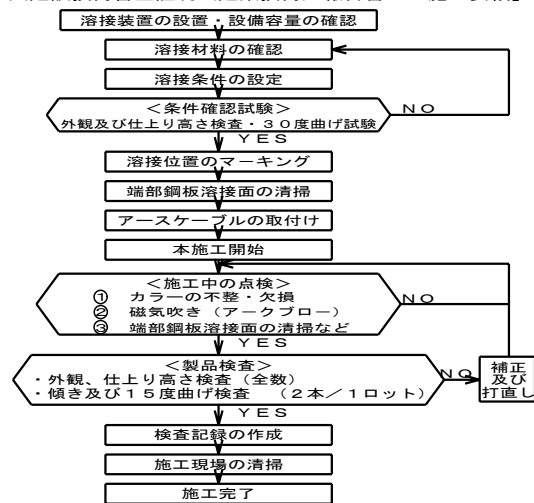 溶接装置の設置・設備容量の確認
溶接材料の確認
溶接条件の設定
＜条件確認試験＞
外観及び仕上り高さ検査・３０度曲げ試験
ＮＯ
ＹＥＳ
溶接位置のマーキング
端部鋼板溶接面の清掃
アースケーブルの取付け
本施工開始
＜施工中の点検＞
① カラーの不整・欠損
② 磁気吹き（アークブロー）
③ 端部鋼板溶接面の清掃など
ＮＯ
ＹＥＳ
＜製品検査＞
・外観、仕上り高さ検査（全数）
・傾き及び１５度曲げ検査 （２本／１ロット）
ＮＯ
補正
及び
打直し
ＹＥＳ
検査記録の作成
施工現場の清掃
施工完了